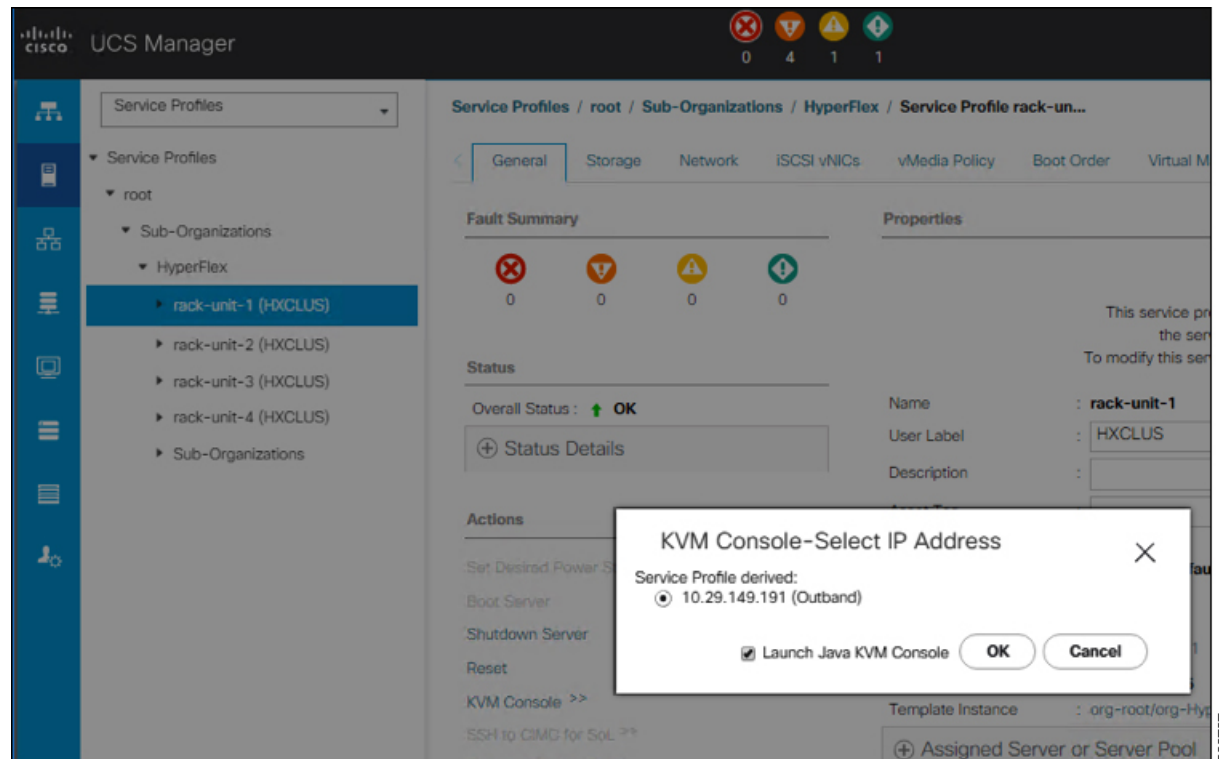 CISCO UCS Manager
0 4 1 1
Service Profiles
Service Profiles / root / Sub-Organizations / HyperFlex / Service Profile rack-un...
Service Profiles
root
Sub-Organizations
HyperFlex
rack-unit-1 (HXCLUS)
rack-unit-2 (HXCLUS)
rack-unit-3 (HXCLUS)
rack-unit-4 (HXCLUS)
Sub-Organizations
< General Storage Network iSCSI vNICs vMedia Policy Boot Order Virtual M
Fault Summary
0 0 0 0
Status
Overall Status : OK
Status Details
Actions
Set Desired Power S
Boot Server
Shutdown Server
Reset
KVM Console >>
SSH to CIMC for SoL >>
Properties
This service pr
the ser
To modify this ser
Name : rack-unit-1
User Label : HXCLUS
Description :
fau
1
Template Instance : org-root/org-Hyp
Assigned Server or Server Pool
KVM Console-Select IP Address
Service Profile derived:
10.29.149.191 (Outband)
Launch Java KVM Console OK Cancel